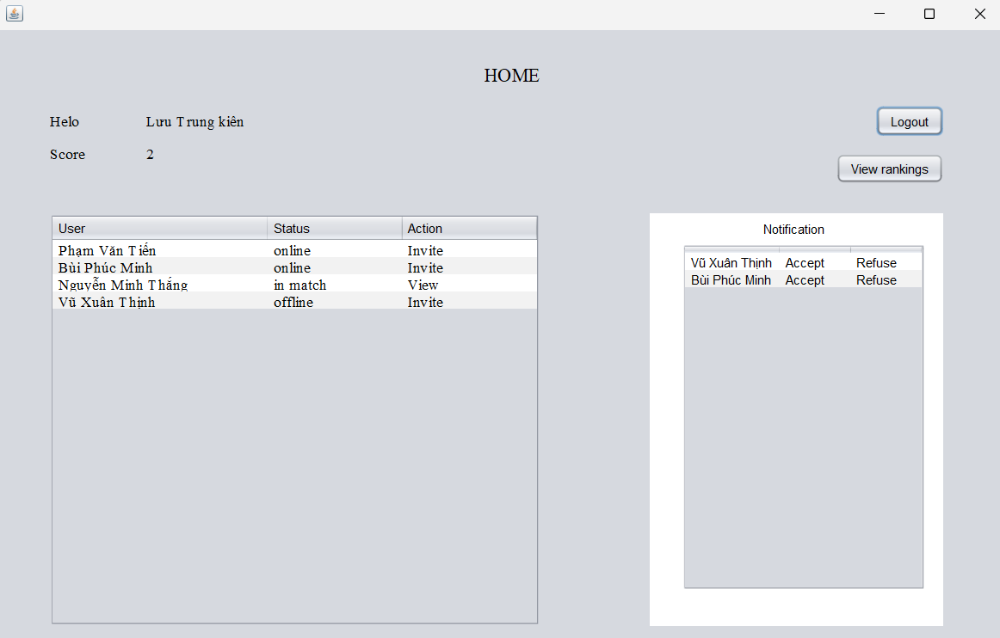 HOME
Helo Lưu Trung kiên
Logout
Score 2
View rankings
User Status Action
Phạm Văn Tiến online Invite
Bùi Phúc Minh online Invite
Nguyễn Minh Thắng in match View
Vũ Xuân Thịnh offline Invite
Notification
Vũ Xuân Thịnh Accept Refuse
Bùi Phúc Minh Accept Refuse